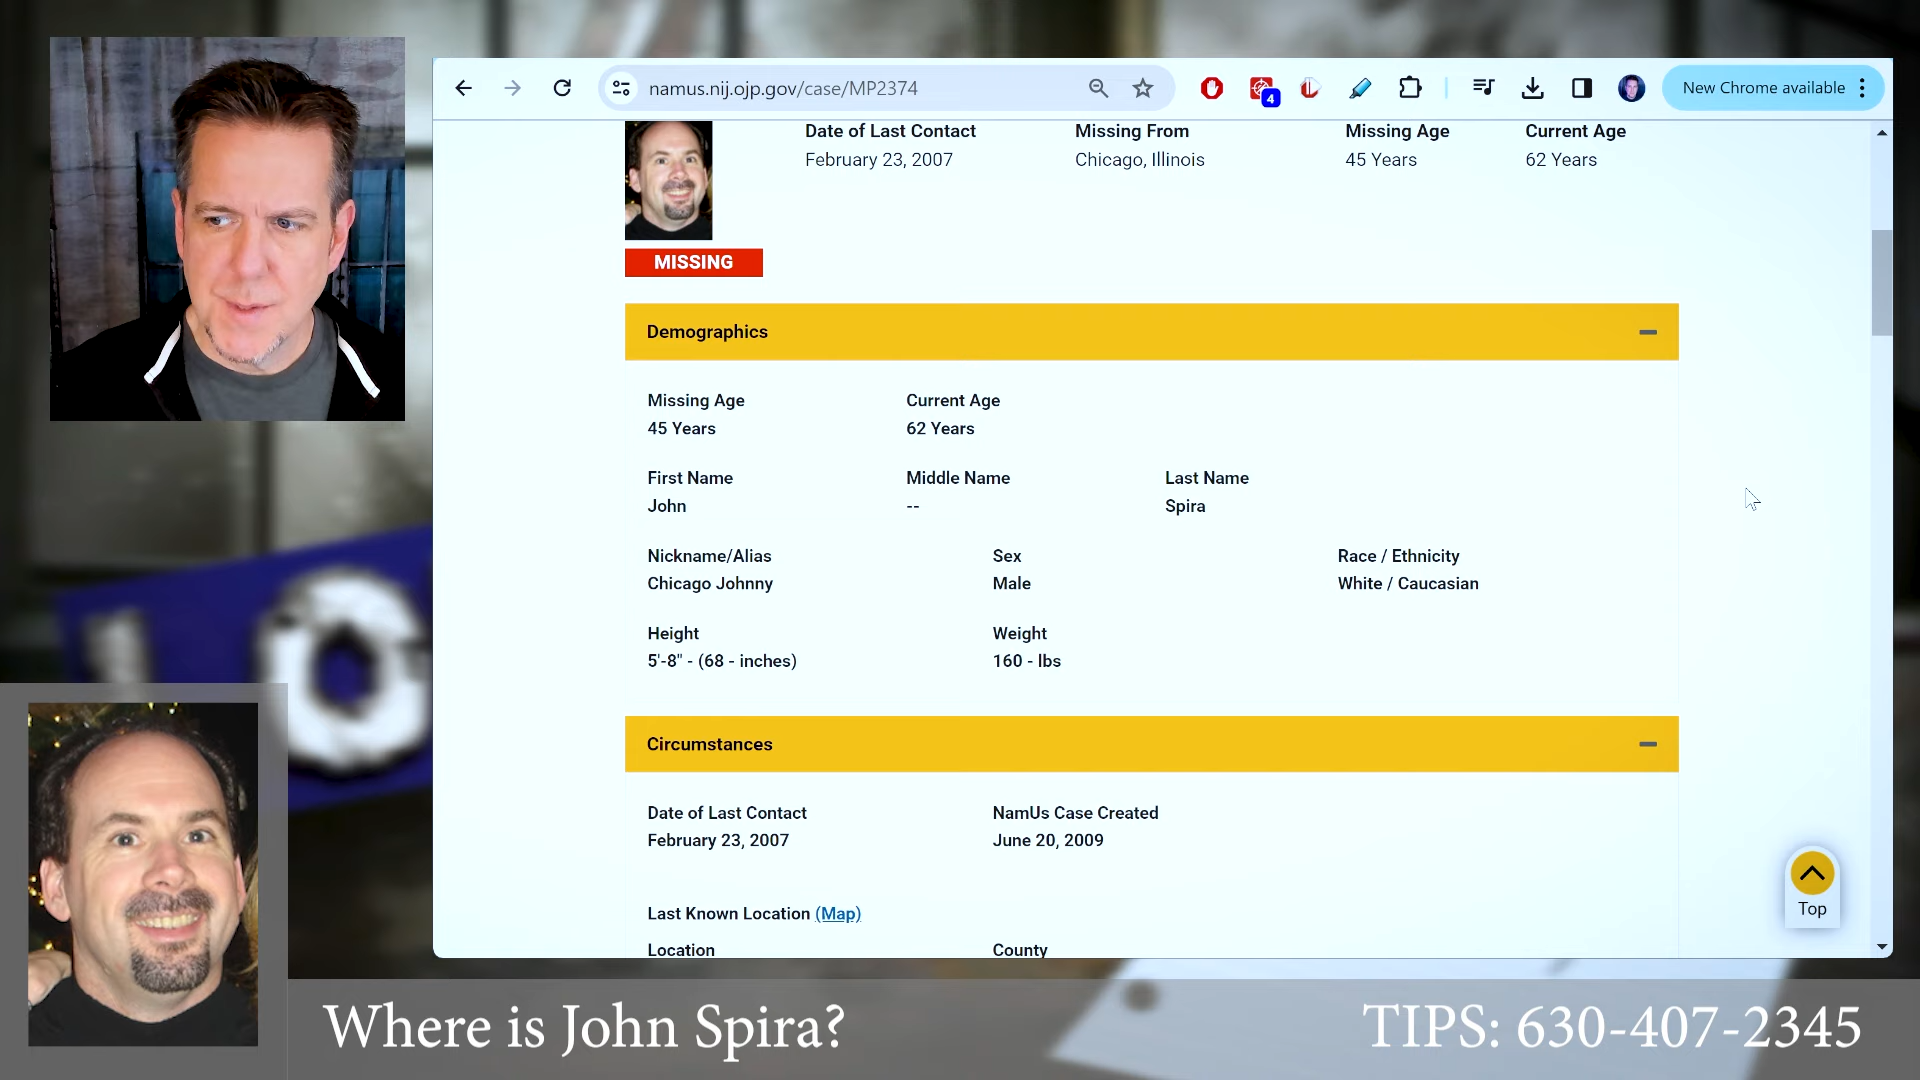 namus.nij.ojp.gov/case/MP2374
4
New Chrome available
Date of Last Contact
February 23, 2007
Missing From
Chicago, Illinois
Missing Age
45 Years
Current Age
62 Years
MISSING
Demographics
Missing Age
45 Years
Current Age
62 Years
First Name
John
Middle Name
--
Last Name
Spira
Nickname/Alias
Chicago Johnny
Sex
Male
Race / Ethnicity
White / Caucasian
Height
5'-8" - (68 - inches)
Weight
160 - lbs
Circumstances
Date of Last Contact
February 23, 2007
NamUs Case Created
June 20, 2009
Last Known Location (Map)
Location
County
Top
Where is John Spira?
TIPS: 630-407-2345